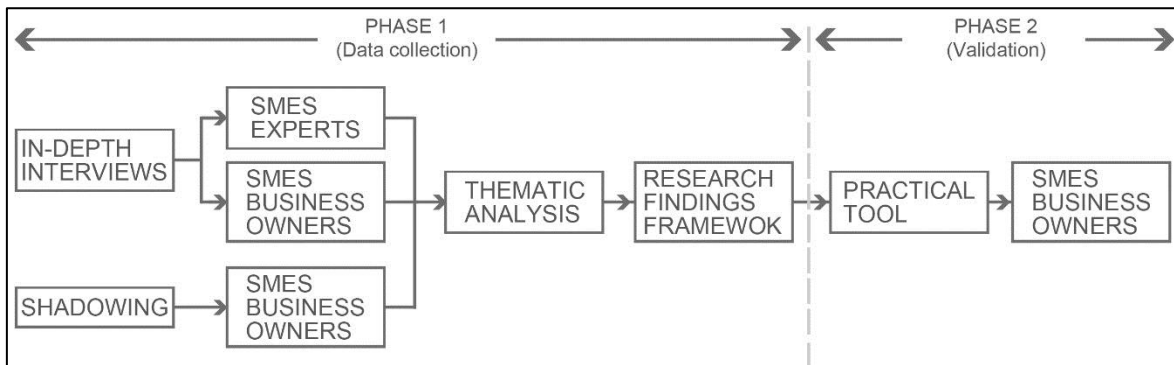 PHASE 1
(Data collection)
PHASE 2
(Validation)
IN-DEPTH
INTERVIEWS
SMES
EXPERTS
SMES
BUSINESS
OWNERS
SHADOWING
SMES
BUSINESS
OWNERS
THEMATIC
ANALYSIS
RESEARCH
FINDINGS
FRAMEWOK
PRACTICAL
TOOL
SMES
BUSINESS
OWNERS